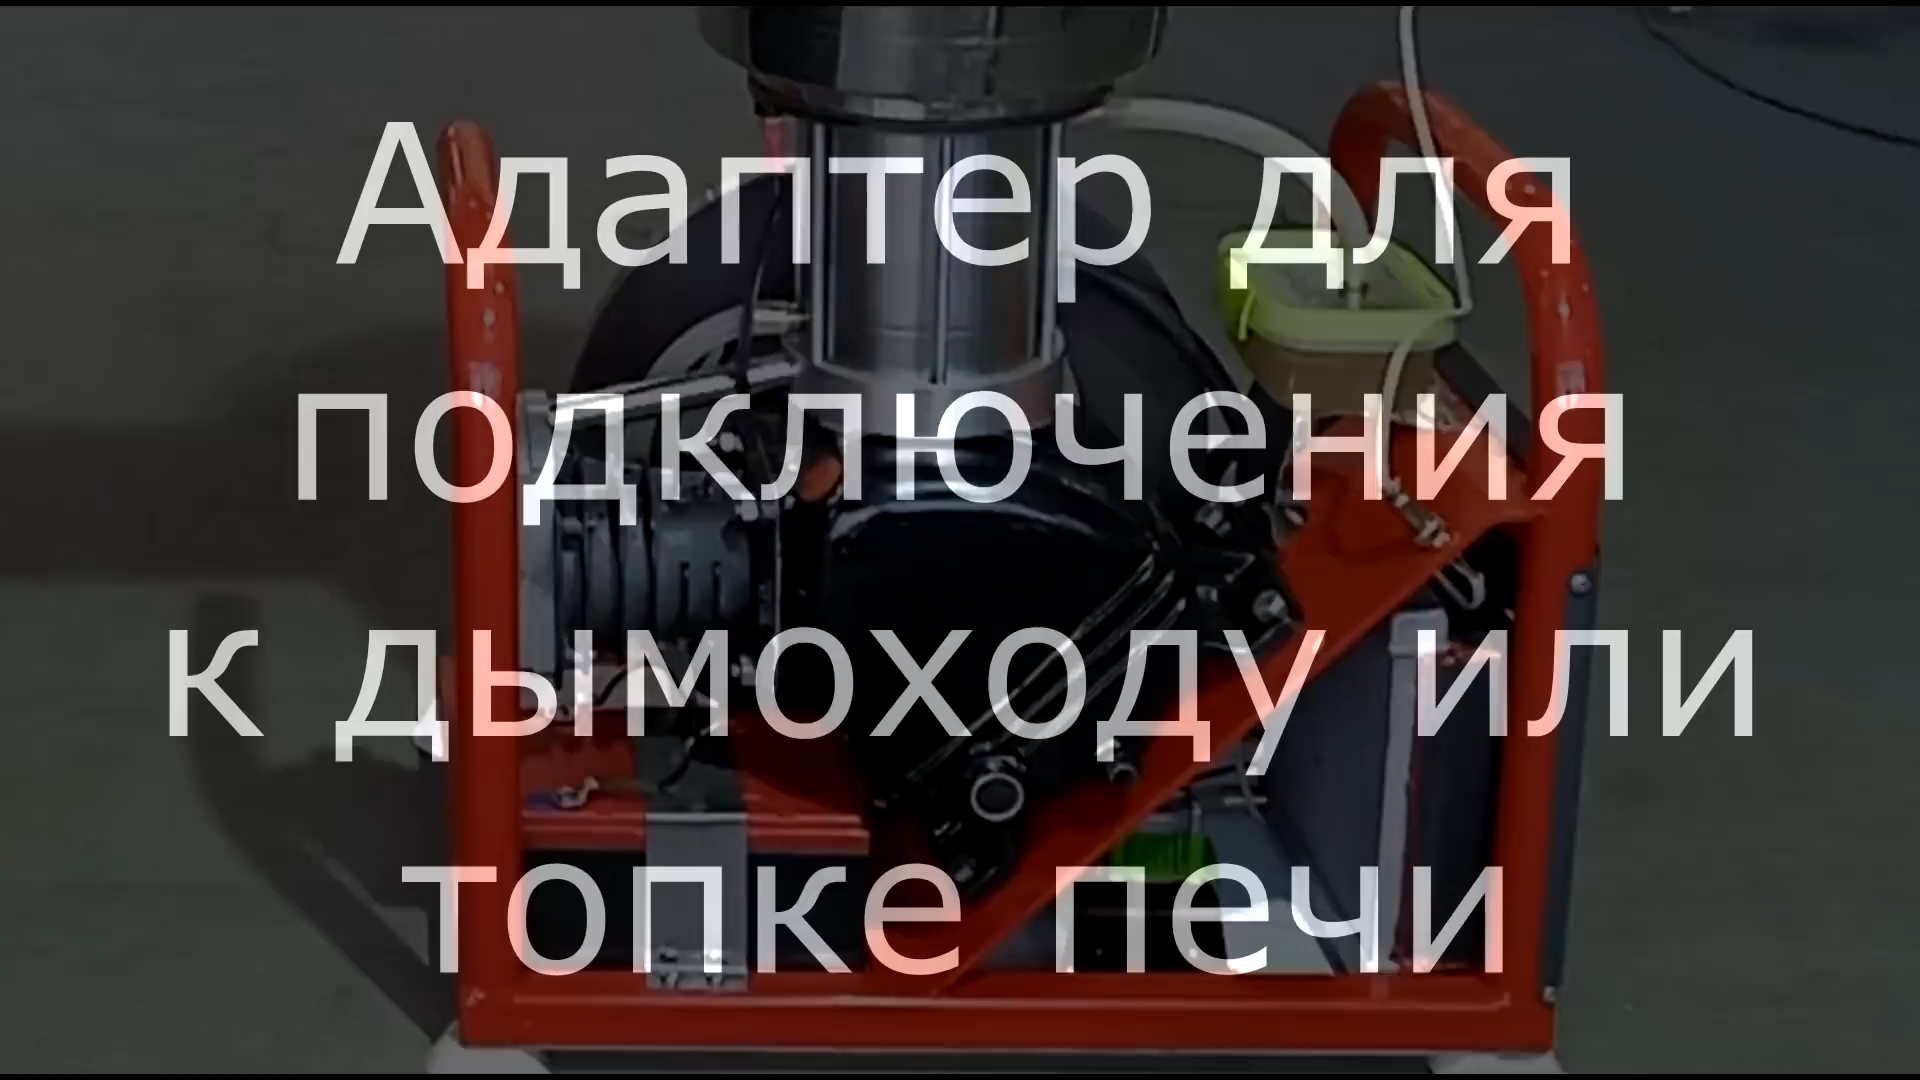 Адаптер для
подключения
к дымоходу или
топке печи